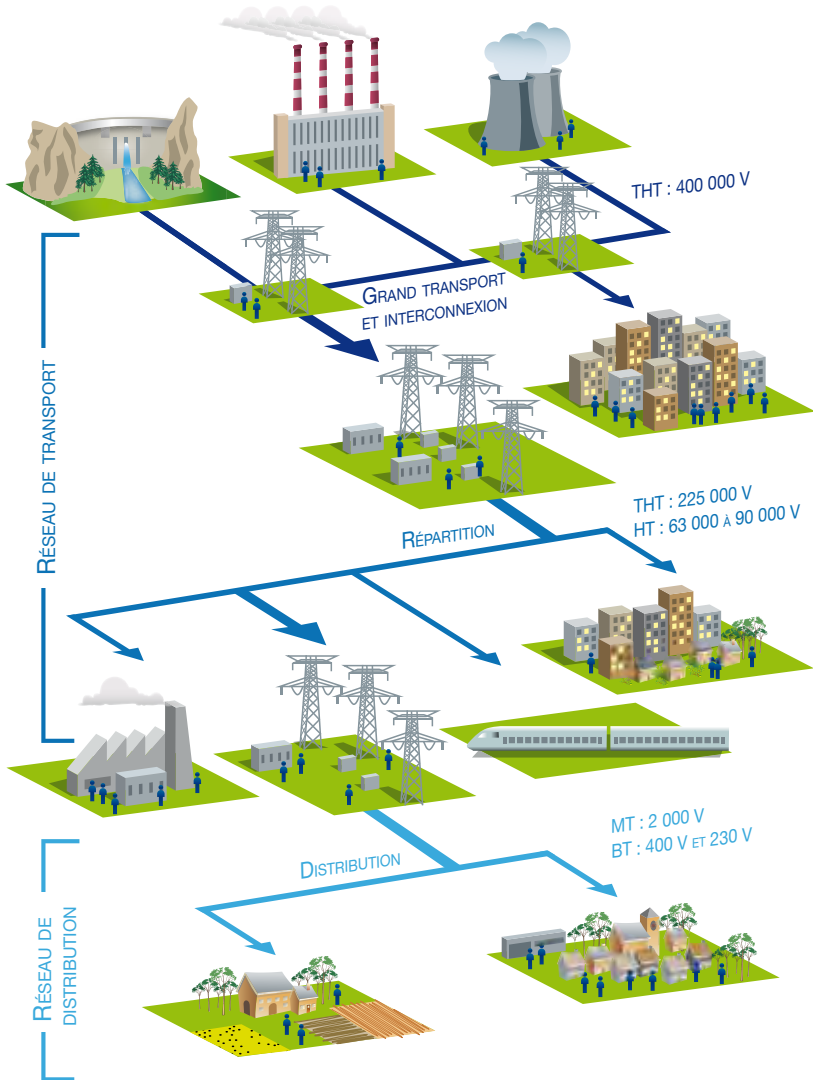 THT : 400 000 V
GRAND TRANSPORT
ET INTERCONNEXION
RÉSEAU DE TRANSPORT
THT : 225 000 V
HT : 63 000 À 90 000 V
RÉPARTITION
MT : 2 000 V
BT : 400 V ET 230 V
DISTRIBUTION
RÉSEAU DE
DISTRIBUTION